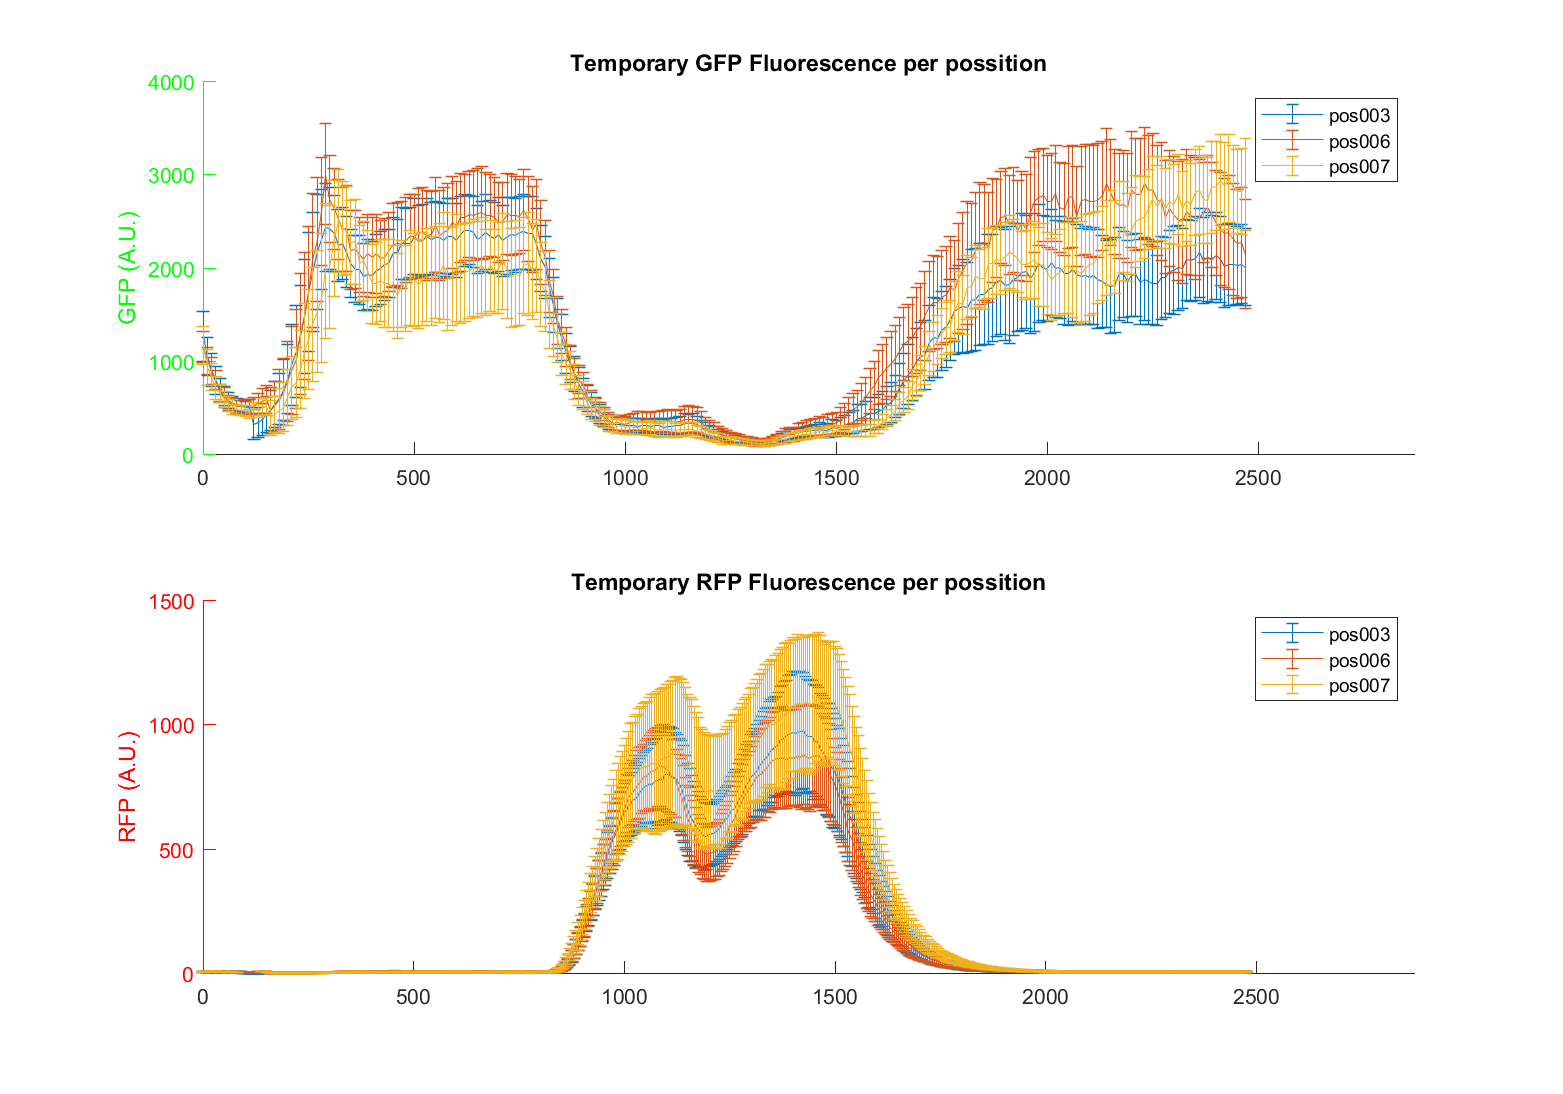 Temporary GFP Fluorescence per possition
4000
3000
2000
1000
0
GFP (A.U.)
0 500 1000 1500 2000 2500
pos003
pos006
pos007
Temporary RFP Fluorescence per possition
1500
1000
500
0
RFP (A.U.)
0 500 1000 1500 2000 2500
pos003
pos006
pos007